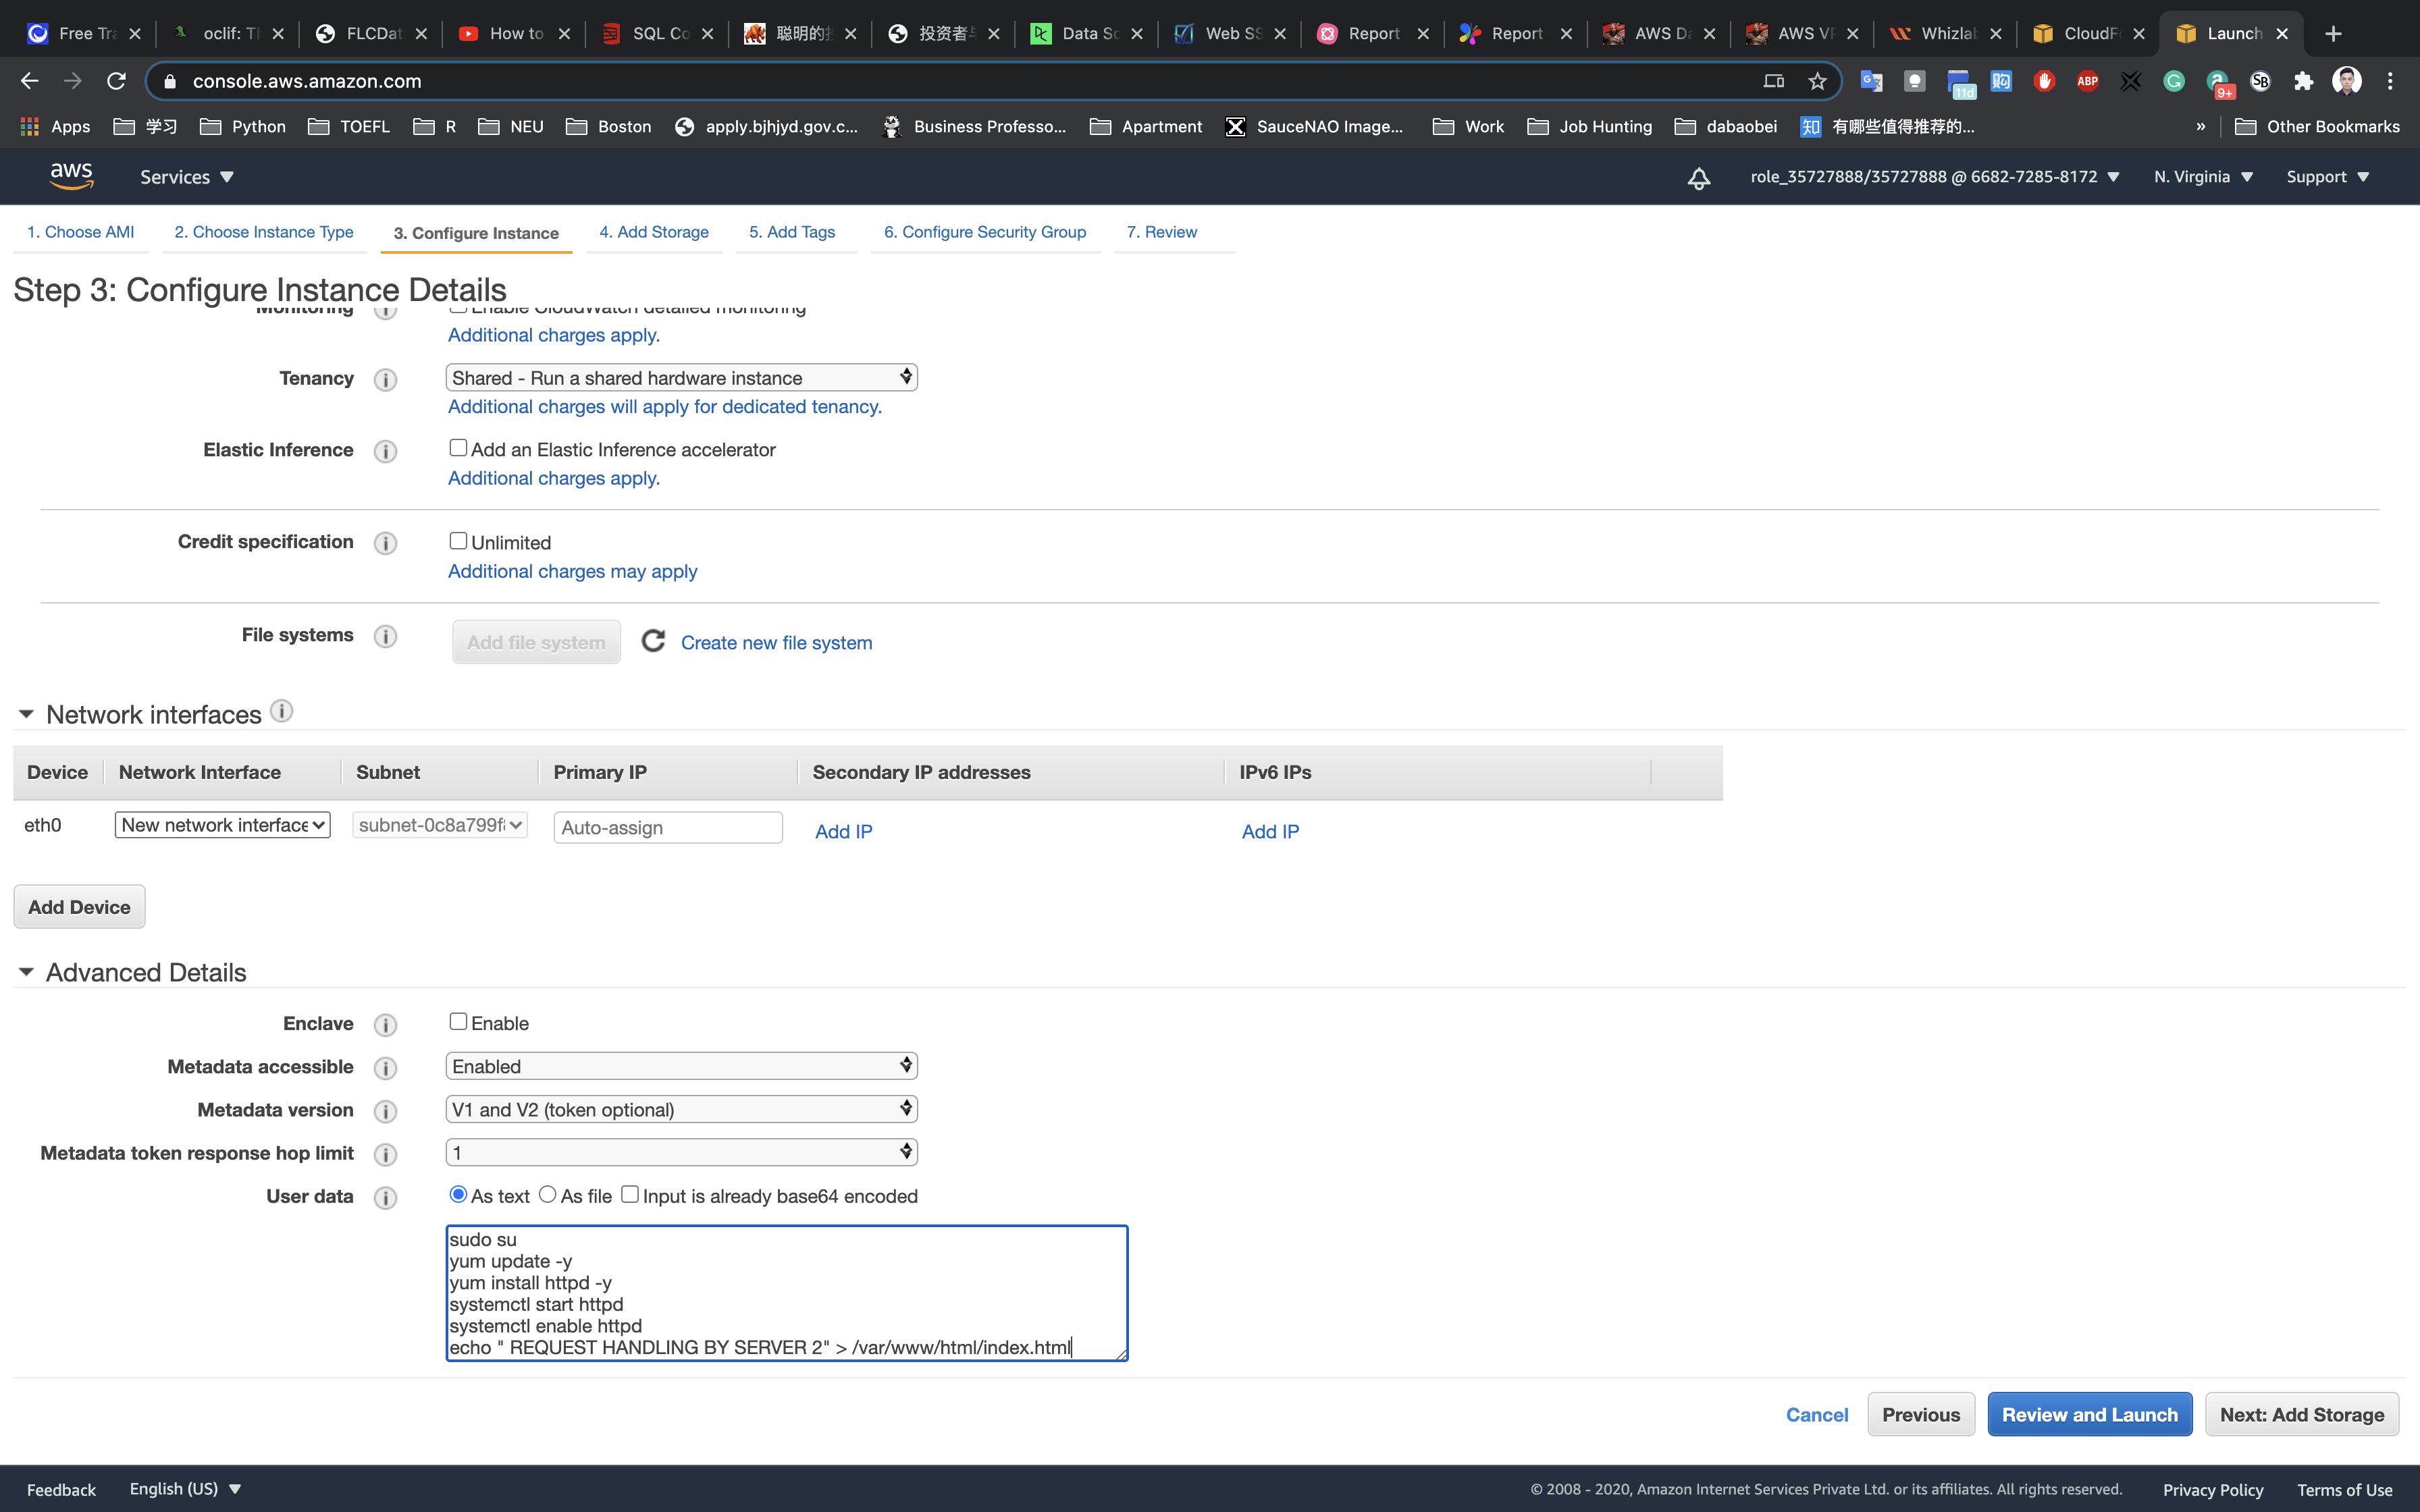 Free Tra
oclif: Th
FLCDat
How to
SQL Co
聪明的投
投资者与
Data Sc
Web SS
Report
Report
AWS Da
AWS VP
Whizlab
CloudFo
Launch
console.aws.amazon.com
11d
ABP
9+
SB
Apps
学习
Python
TOEFL
R
NEU
Boston
apply.bjhjyd.gov.c...
Business Professo...
Apartment
SauceNAO Image...
Work
Job Hunting
dabaobei
知 有哪些值得推荐的...
»
Other Bookmarks
aws
Services
role_35727888/35727888 @ 6682-7285-8172
N. Virginia
Support
1. Choose AMI
2. Choose Instance Type
3. Configure Instance
4. Add Storage
5. Add Tags
6. Configure Security Group
7. Review
Step 3: Configure Instance Details
Monitoring
Enable CloudWatch detailed monitoring
Additional charges apply.
Tenancy
Shared - Run a shared hardware instance
Additional charges will apply for dedicated tenancy.
Elastic Inference
Add an Elastic Inference accelerator
Additional charges apply.
Credit specification
Unlimited
Additional charges may apply
File systems
Add file system
Create new file system
Network interfaces
Device
Network Interface
Subnet
Primary IP
Secondary IP addresses
IPv6 IPs
eth0
New network interface
subnet-0c8a799f
Auto-assign
Add IP
Add IP
Add Device
Advanced Details
Enclave
Enable
Metadata accessible
Enabled
Metadata version
V1 and V2 (token optional)
Metadata token response hop limit
1
User data
As text
As file
Input is already base64 encoded
sudo su
yum update -y
yum install httpd -y
systemctl start httpd
systemctl enable httpd
echo " REQUEST HANDLING BY SERVER 2" > /var/www/html/index.html
Cancel
Previous
Review and Launch
Next: Add Storage
Feedback
English (US)
© 2008 - 2020, Amazon Internet Services Private Ltd. or its affiliates. All rights reserved.
Privacy Policy
Terms of Use